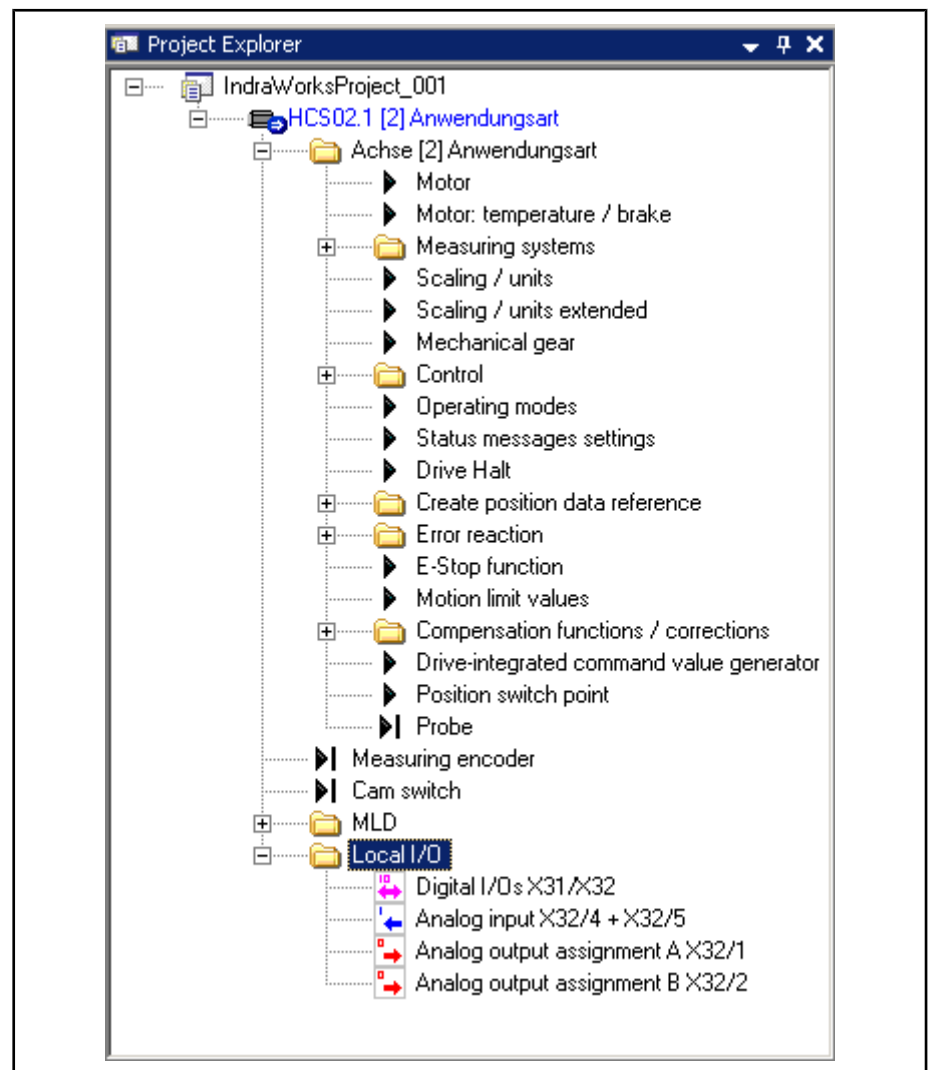 Project Explorer
IndraWorksProject_001
HCS02.1 [2] Anwendungsart
Achse [2] Anwendungsart
Motor
Motor: temperature / brake
Measuring systems
Scaling / units
Scaling / units extended
Mechanical gear
Control
Operating modes
Status messages settings
Drive Halt
Create position data reference
Error reaction
E-Stop function
Motion limit values
Compensation functions / corrections
Drive-integrated command value generator
Position switch point
Probe
Measuring encoder
Cam switch
MLD
Local I/O
Digital I/Os X31/X32
Analog input X32/4 + X32/5
Analog output assignment A X32/1
Analog output assignment B X32/2